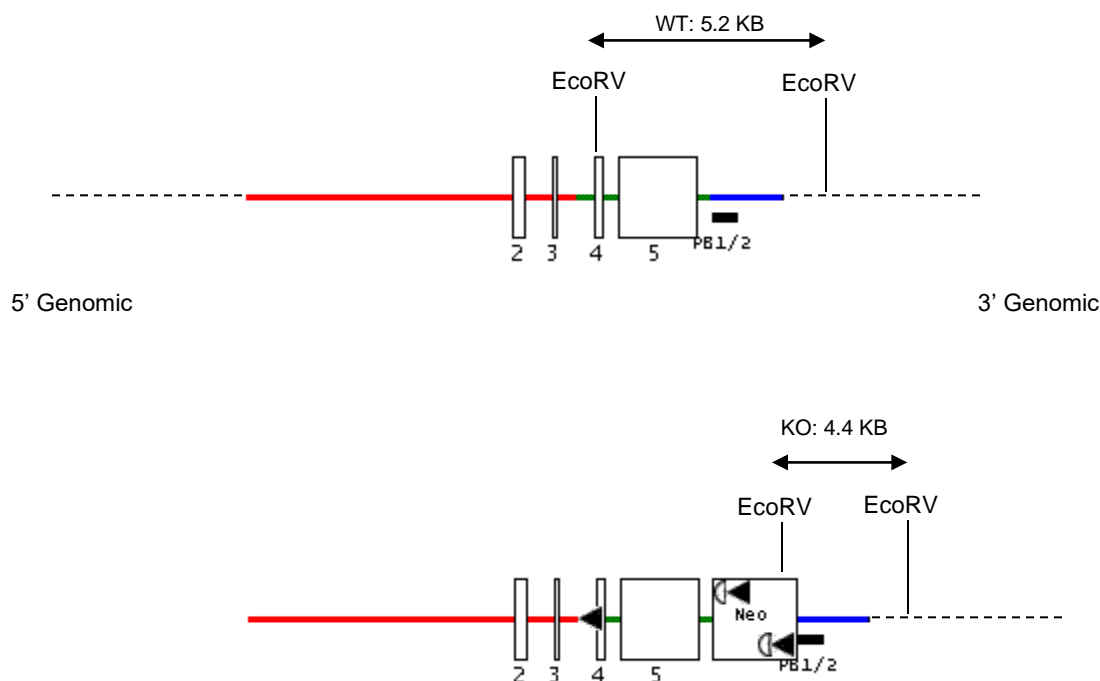 WT: 5.2 KB
EcoRV
EcoRV
2 3 4 5
PB1/2
5’ Genomic
3’ Genomic
KO: 4.4 KB
EcoRV
EcoRV
Neo
PB1/2
2 3 4 5